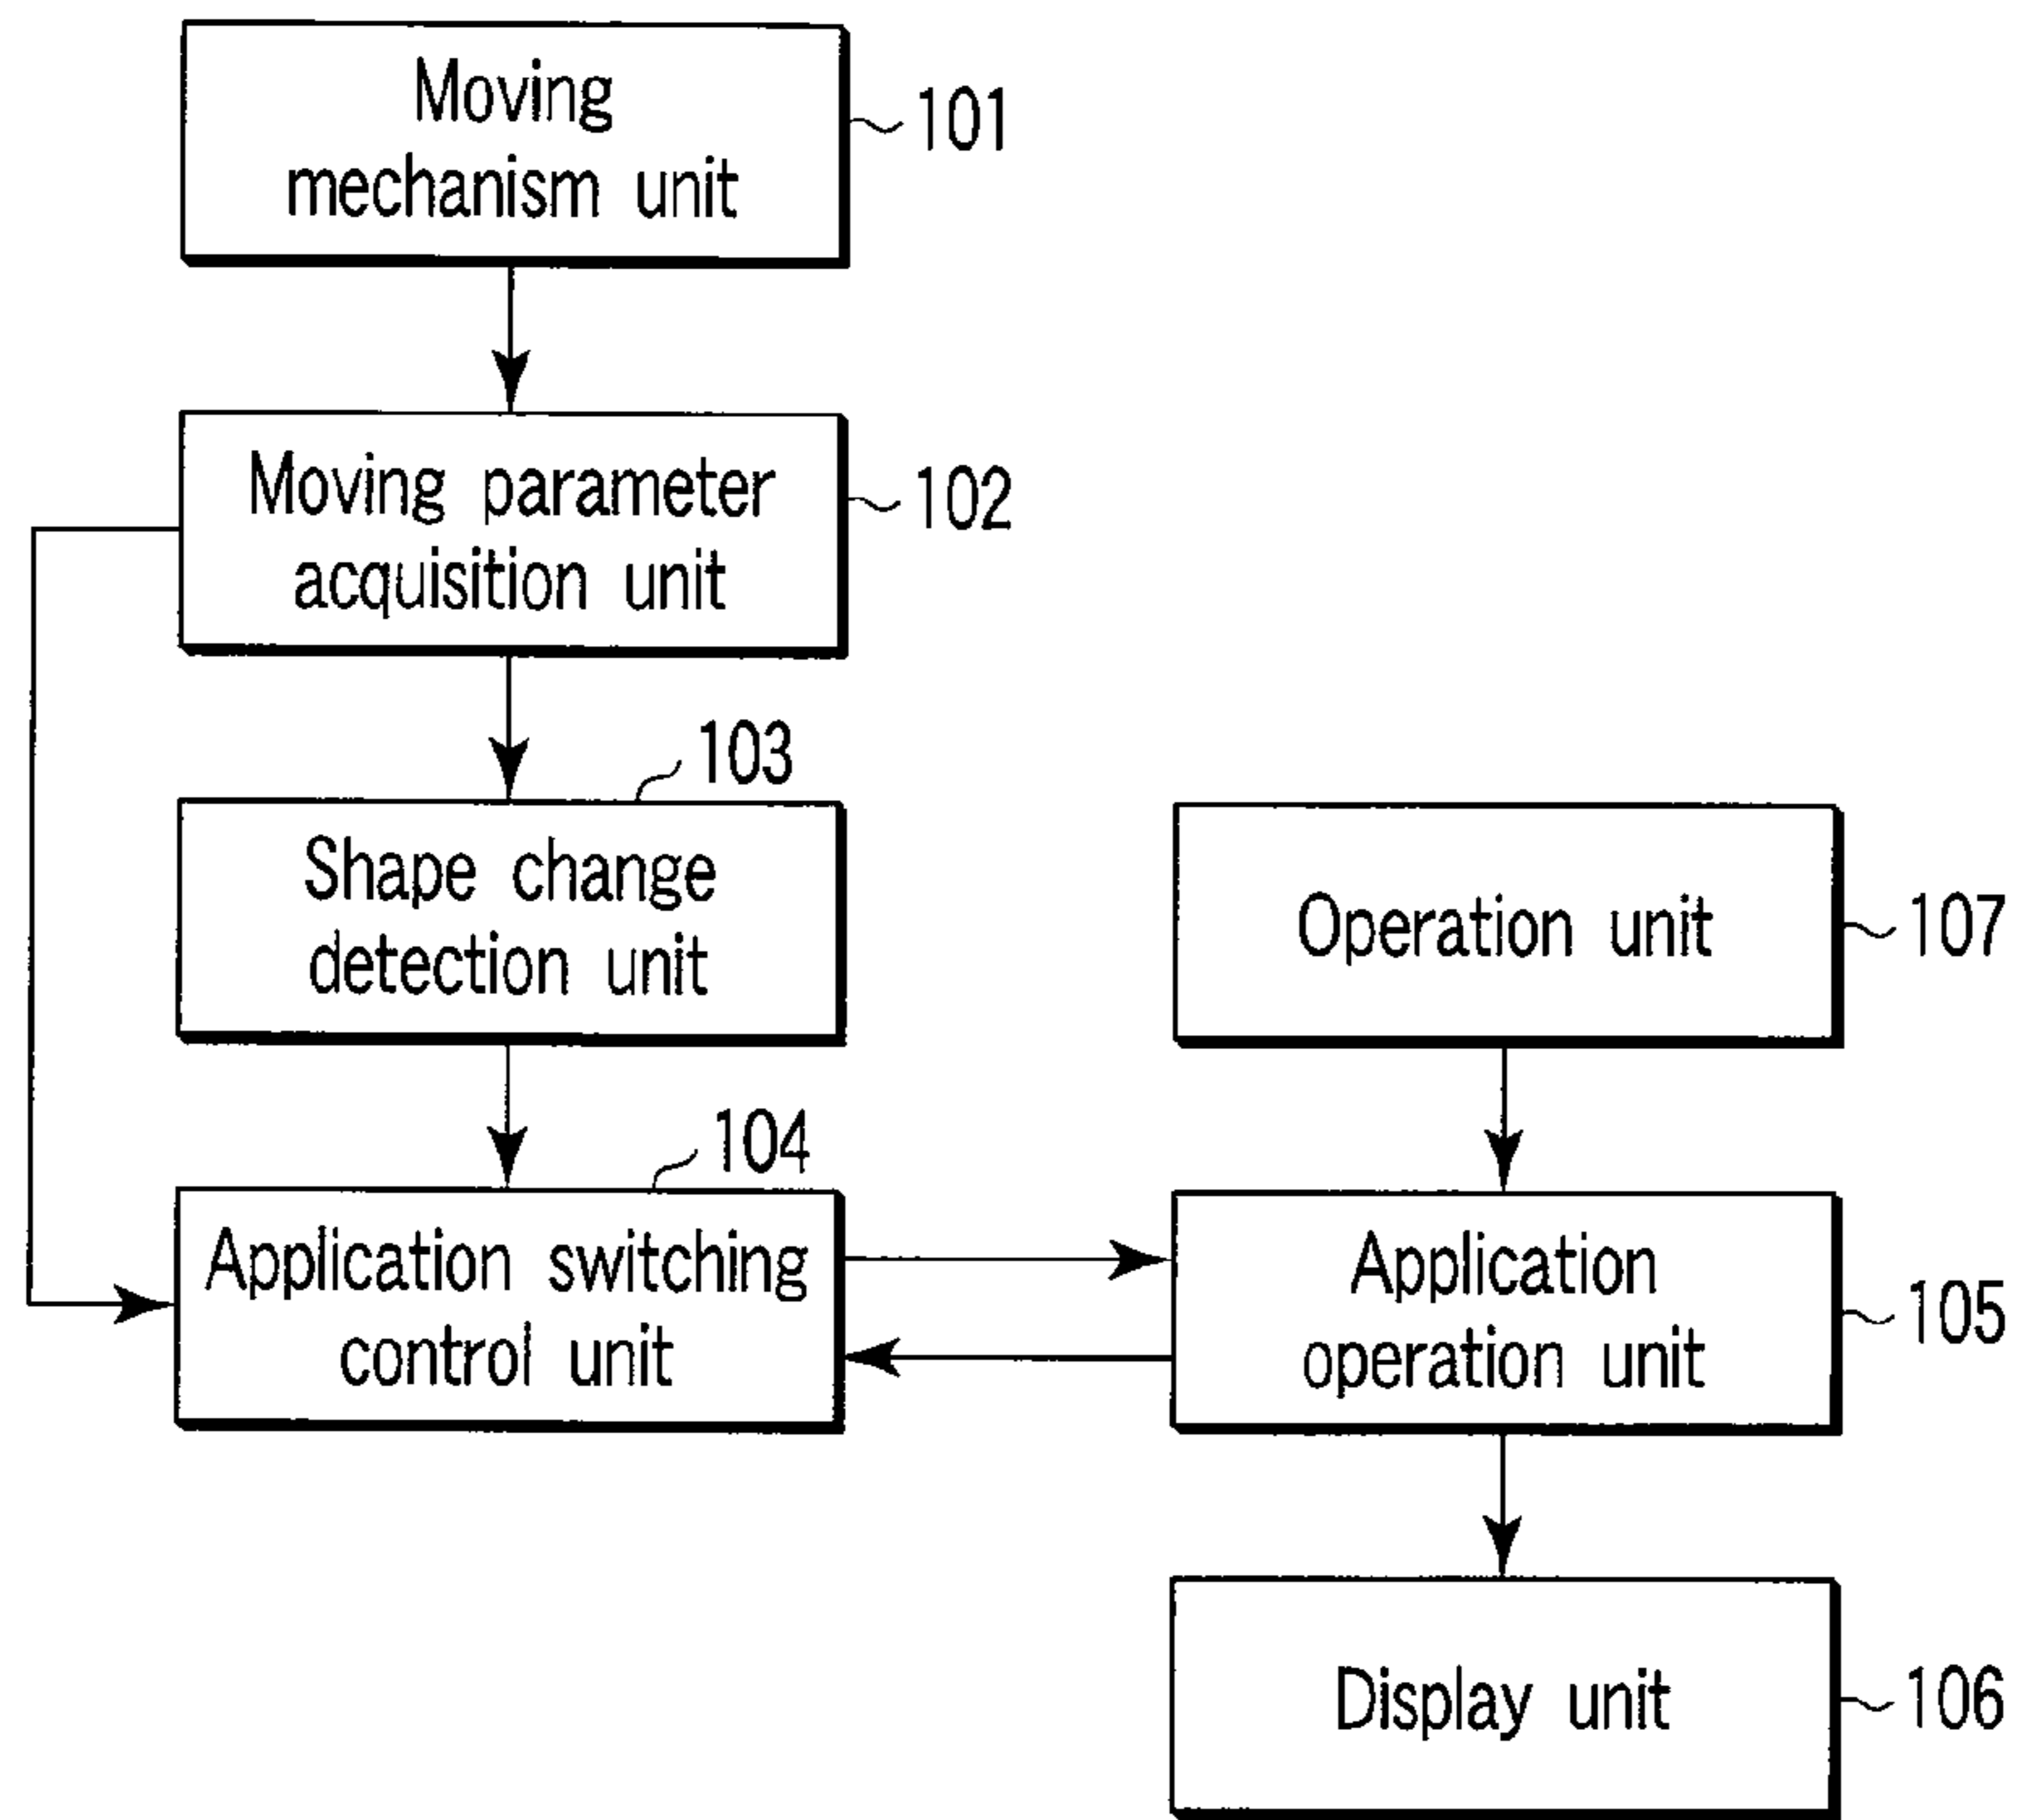 Moving
mechanism unit
101
Moving parameter
acquisition unit
102
103
Shape change
detection unit
Operation unit
107
104
Application switching
control unit
Application
operation unit
105
Display unit
106